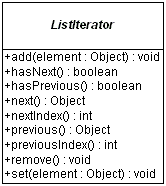 ListIterator
+add(element : Object) : void
+hasNext() : boolean
+hasPrevious() : boolean
+next() : Object
+nextIndex() : int
+previous() : Object
+previousIndex() : int
+remove() : void
+set(element : Object) : void